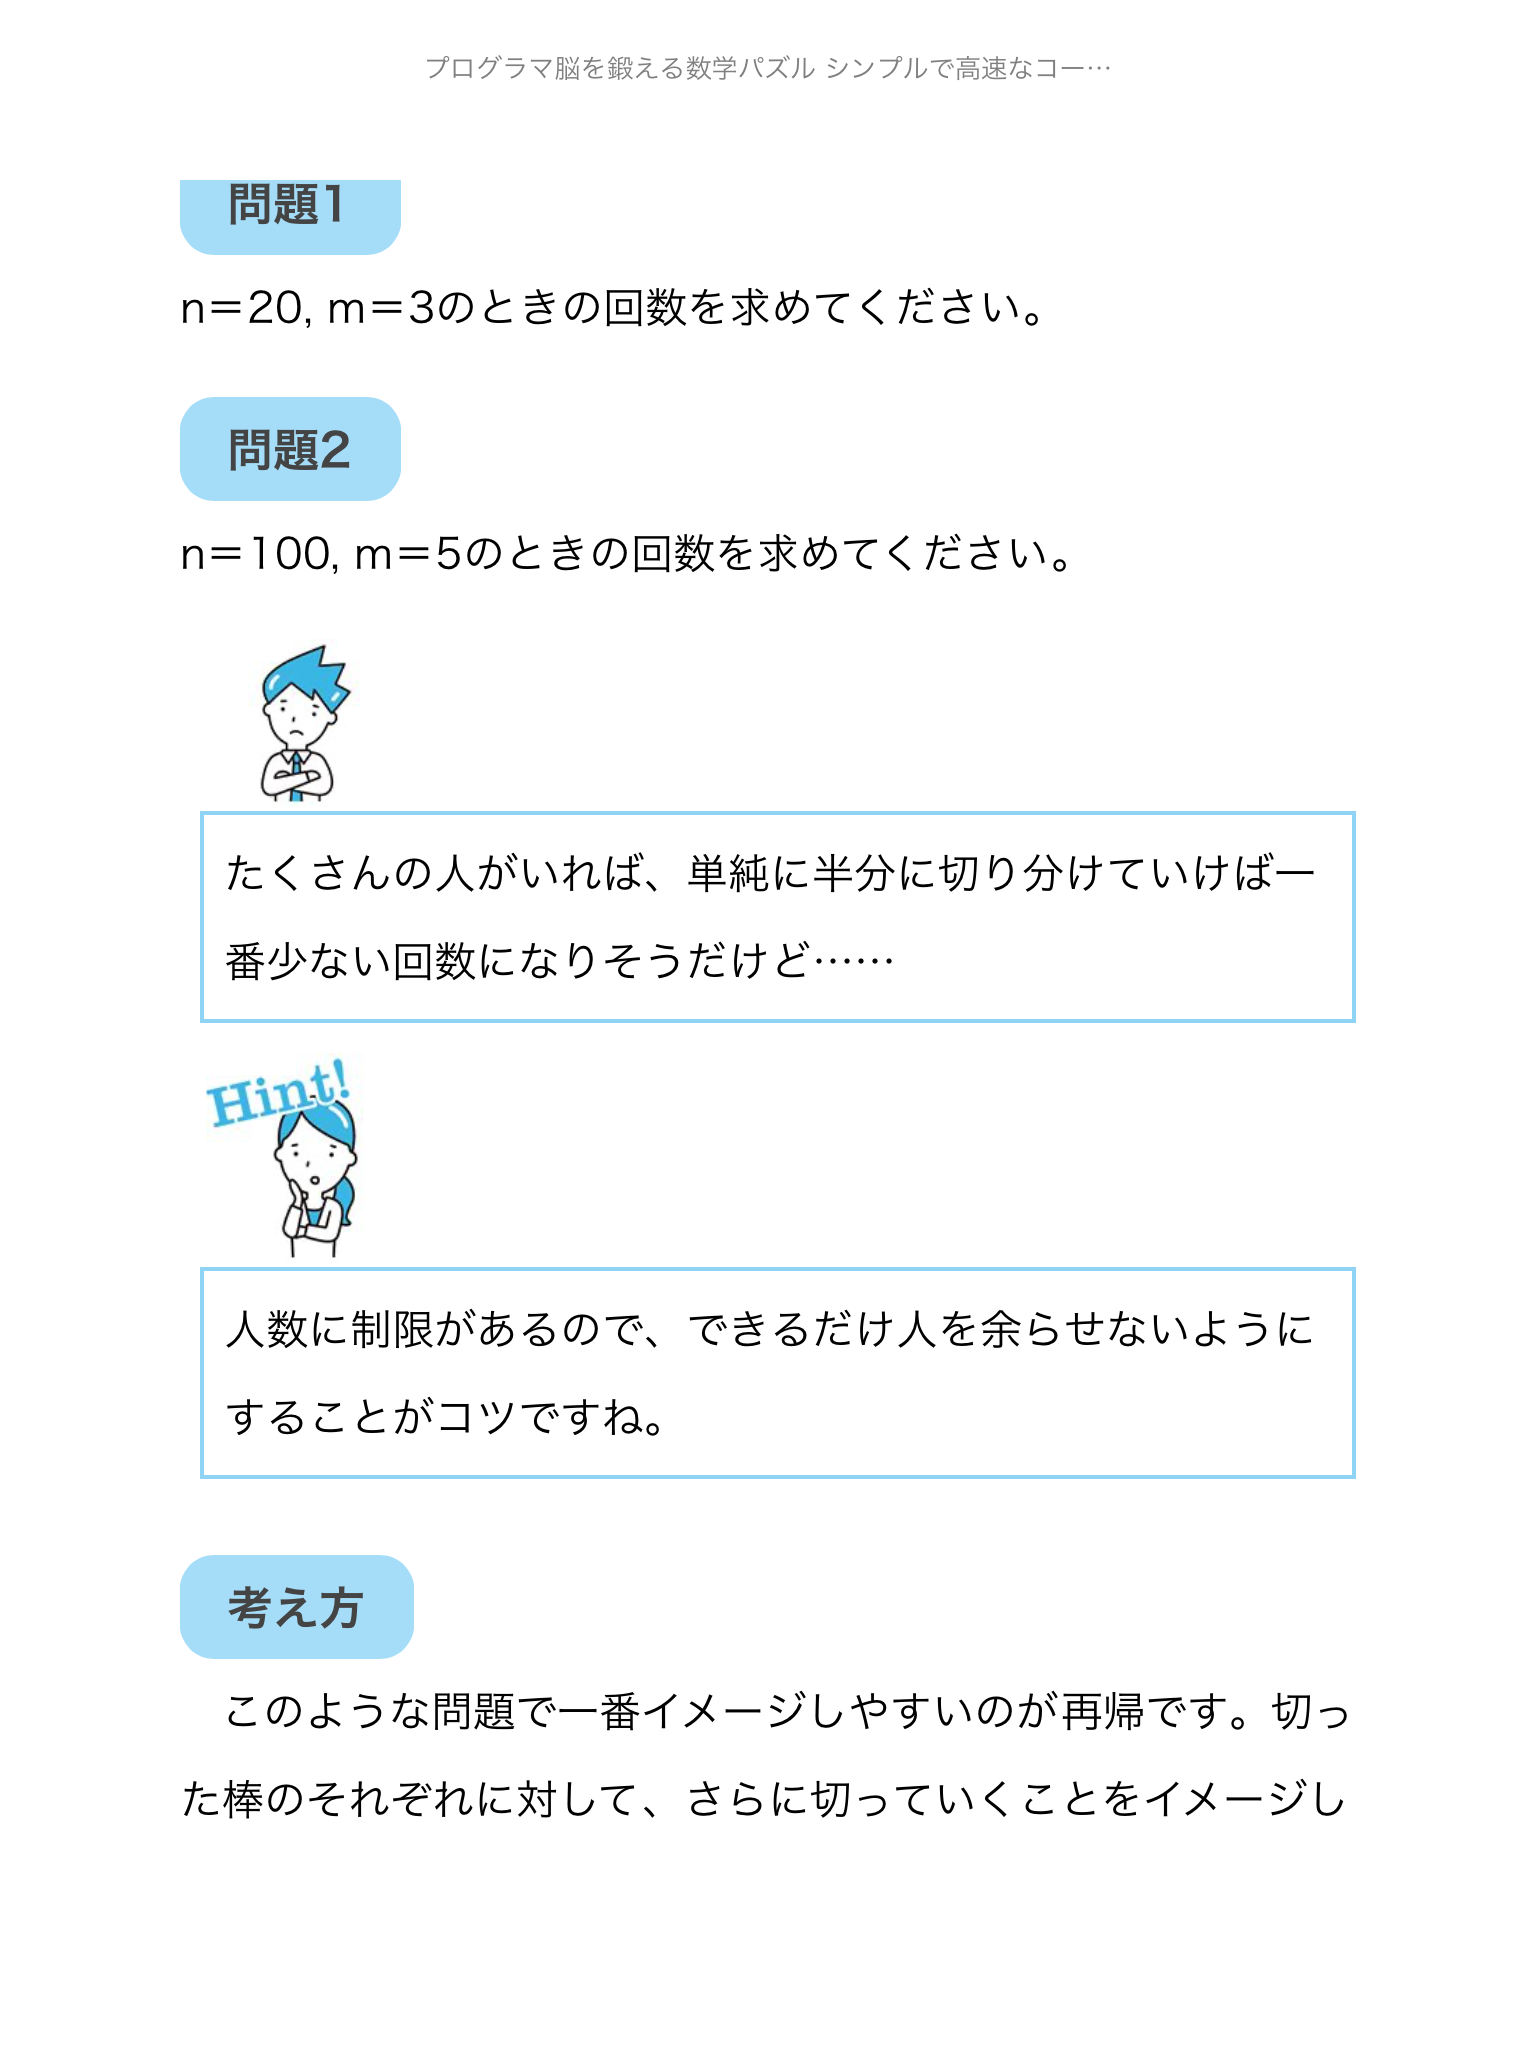 プログラマ脳を鍛える数学パズル シンプルで高速なコー…
問題1
n＝20, m＝3のときの回数を求めてください。
問題2
n＝100, m＝5のときの回数を求めてください。
たくさんの人がいれば、単純に半分に切り分けていけば一
番少ない回数になりそうだけど……
Hint!
人数に制限があるので、できるだけ人を余らせないように
することがコツですね。
考え方
　このような問題で一番イメージしやすいのが再帰です。切っ
た棒のそれぞれに対して、さらに切っていくことをイメージし